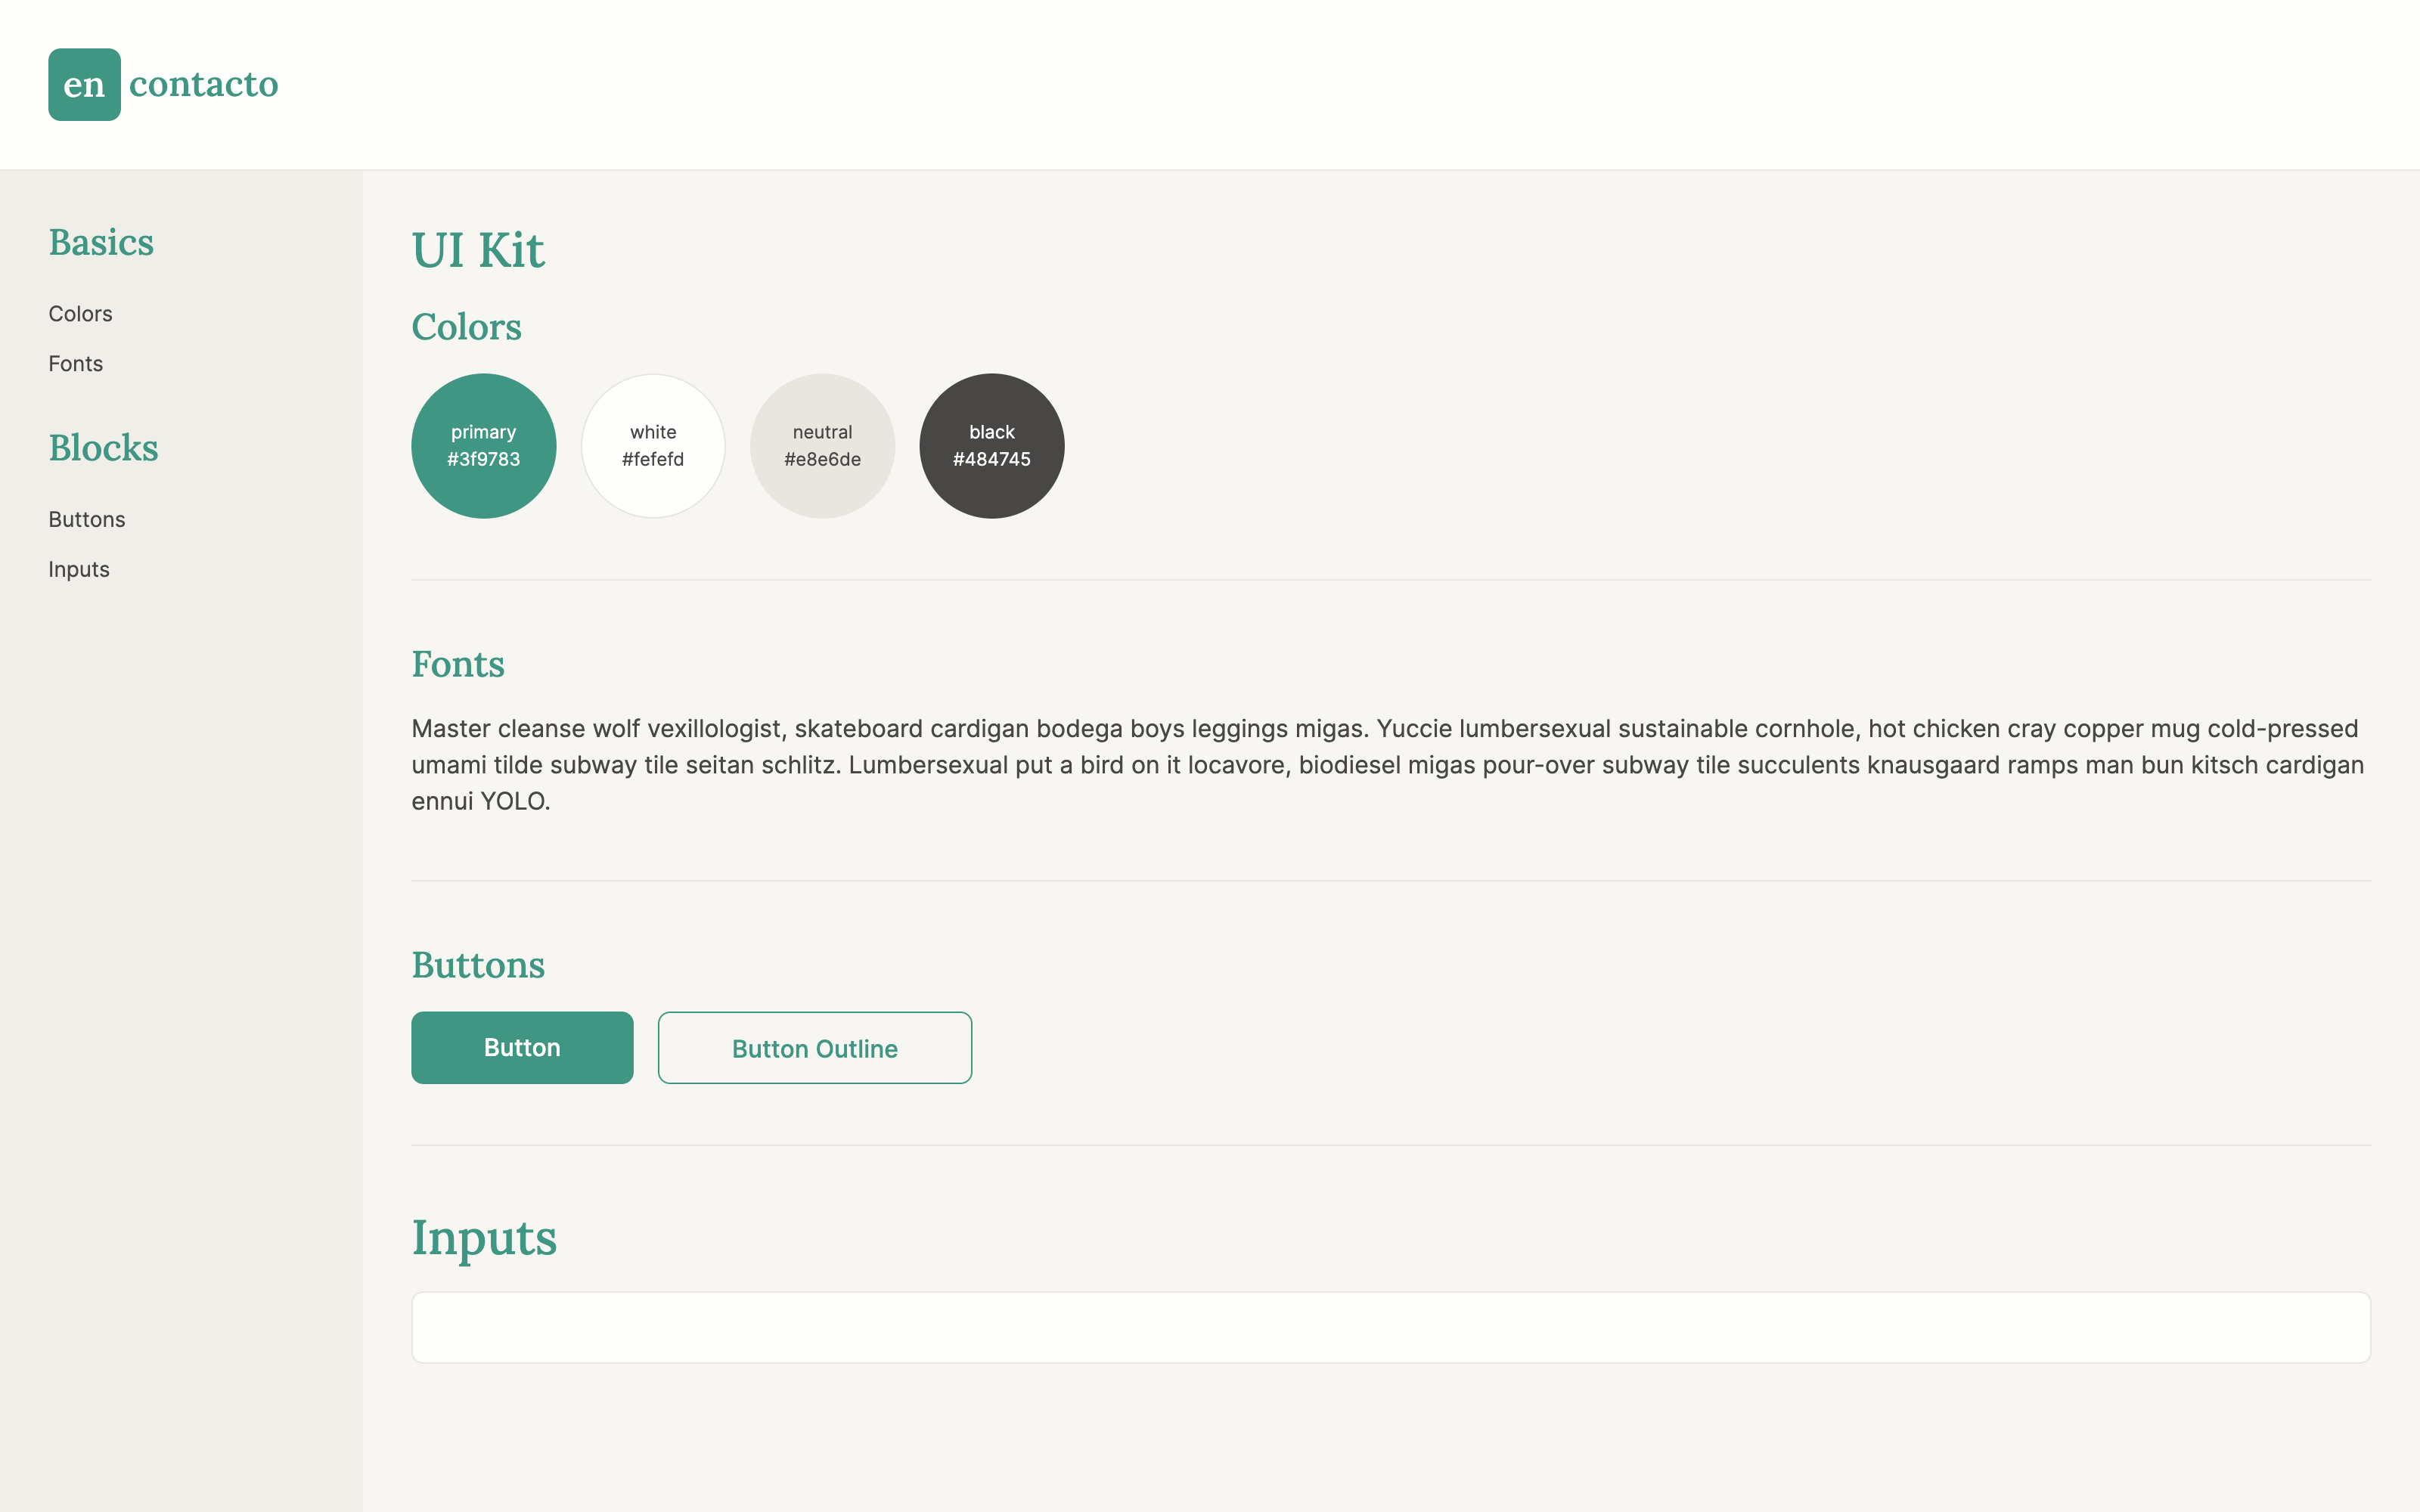 en contacto
Basics
Colors
Fonts
Blocks
Buttons
Inputs
UI Kit
Colors
primary
#3f9783
white
#fefefd
neutral
#e8e6de
black
#484745
Fonts
Master cleanse wolf vexillologist, skateboard cardigan bodega boys leggings migas. Yuccie lumbersexual sustainable cornhole, hot chicken cray copper mug cold-pressed
umami tilde subway tile seitan schlitz. Lumbersexual put a bird on it locavore, biodiesel migas pour-over subway tile succulents knausgaard ramps man bun kitsch cardigan
ennui YOLO.
Buttons
Button
Button Outline
Inputs